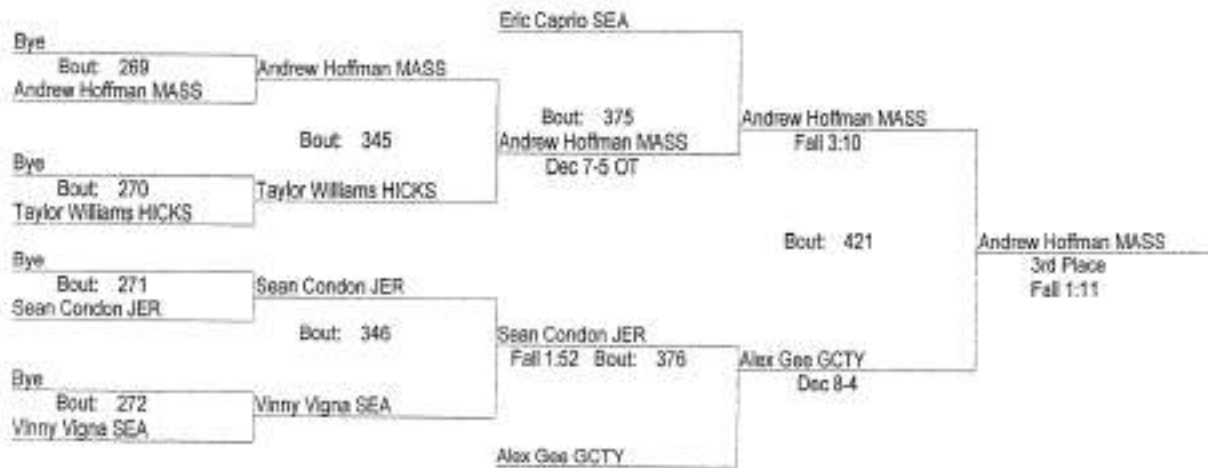 Eric Caprio SEA
Bye
Bout: 269
Andrew Hoffman MASS
Andrew Hoffman MASS
Bout: 345
Bout: 375
Andrew Hoffman MASS
Dec 7-5 OT
Andrew Hoffman MASS
Fall 3:10
Bye
Bout: 270
Taylor Williams HICKS
Taylor Williams HICKS
Bout: 421
Andrew Hoffman MASS
3rd Place
Fall 1:11
Bye
Bout: 271
Sean Condon JER
Sean Condon JER
Bout: 346
Sean Condon JER
Fall 1:52 Bout: 376
Alex Gee GCTY
Dec 8-4
Bye
Bout: 272
Vinny Vigna SEA
Vinny Vigna SEA
Alex Gee GCTY